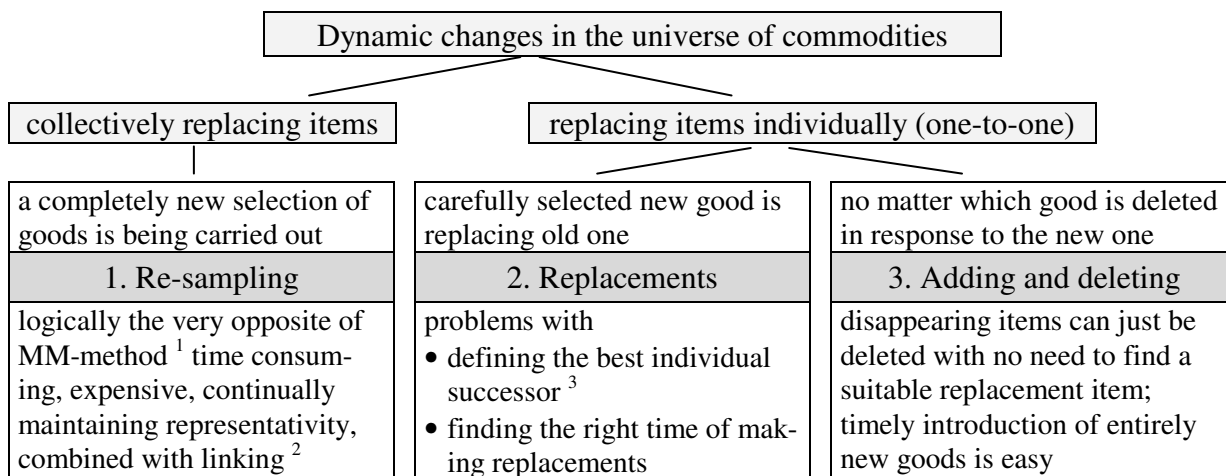 Dynamic changes in the universe of commodities
collectively replacing items
replacing items individually (one-to-one)
a completely new selection of
goods is being carried out
1. Re-sampling
logically the very opposite of
MM-method 1 time consum-
ing, expensive, continually
maintaining representativity,
combined with linking 2
carefully selected new good is
replacing old one
2. Replacements
problems with
• defining the best individual
successor 3
• finding the right time of mak-
ing replacements
no matter which good is deleted
in response to the new one
3. Adding and deleting
disappearing items can just be
deleted with no need to find a
suitable replacement item;
timely introduction of entirely
new goods is easy